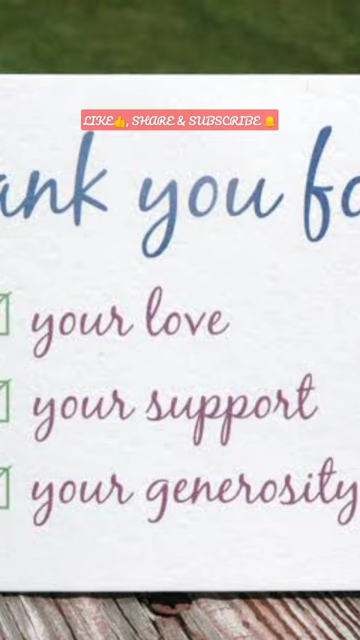 LIKE👍, SHARE & SUBSCRIBE 🔔
ank you fo
your love
your support
your generosity